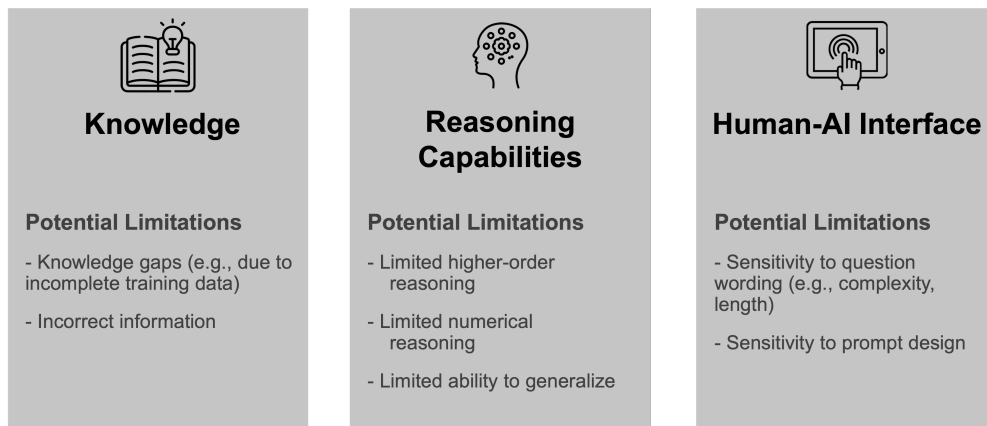 Knowledge
Potential Limitations
- Knowledge gaps (e.g., due to
incomplete training data)
- Incorrect information
Reasoning
Capabilities
Potential Limitations
- Limited higher-order
reasoning
- Limited numerical
reasoning
- Limited ability to generalize
Human-AI Interface
Potential Limitations
- Sensitivity to question
wording (e.g., complexity,
length)
- Sensitivity to prompt design